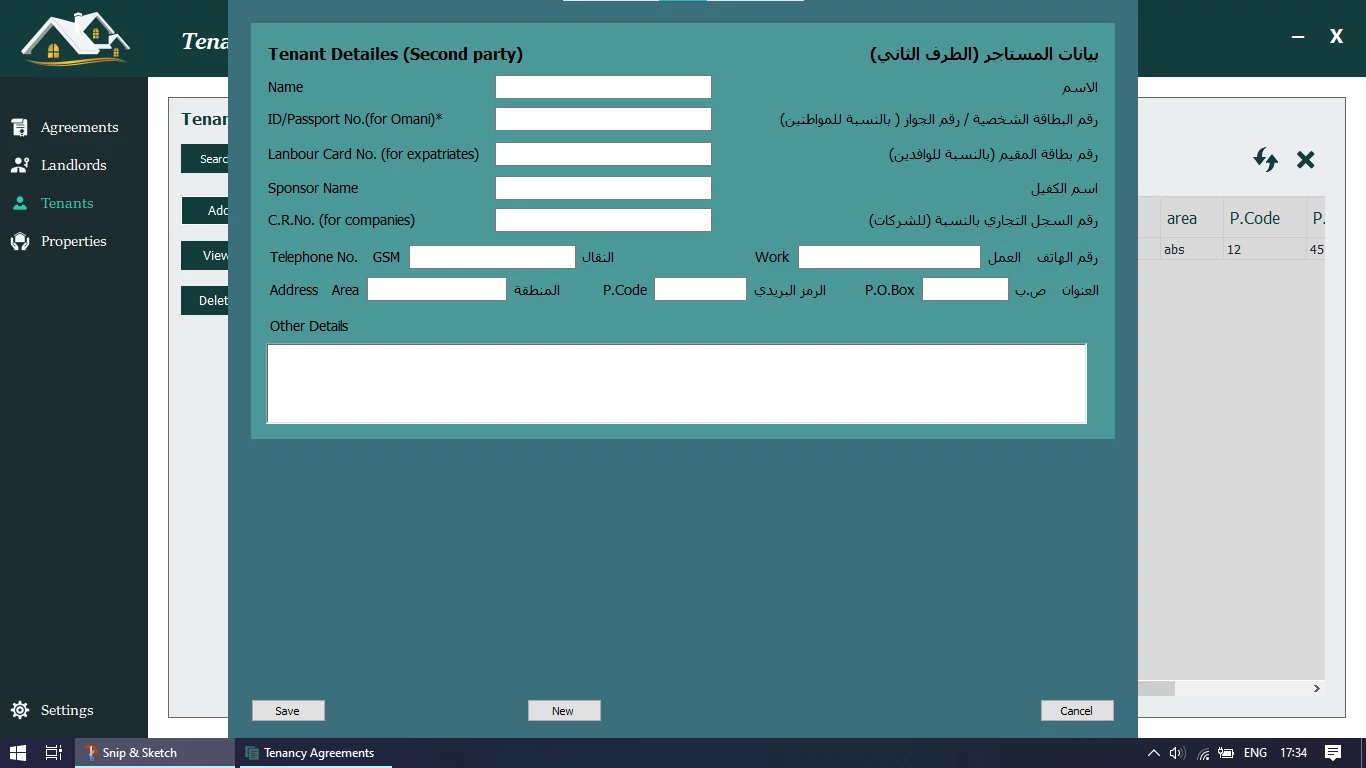 Tena
X
Agreements
Landlords
Tenants
Properties
Settings
Tenar
Searc
Add
View
Delet
Tenant Detailes (Second party) بيانات المستاجر (الطرف الثاني)
Name الاسم
ID/Passport No.(for Omani)* رقم البطاقة الشخصية / رقم الجواز ( بالنسبة للمواطنين)
Lanbour Card No. (for expatriates) رقم بطاقة المقيم (بالنسبة للوافدين)
Sponsor Name اسم الكفيل
C.R.No. (for companies) رقم السجل التجاري بالنسبة (للشركات)
Telephone No. GSM النقال Work العمل رقم الهاتف
Address Area المنطقة P.Code الرمز البريدي P.O.Box ص.ب العنوان
Other Details
area P.Code P.
abs 12 45
Save New Cancel
Snip & Sketch Tenancy Agreements ENG 17:34